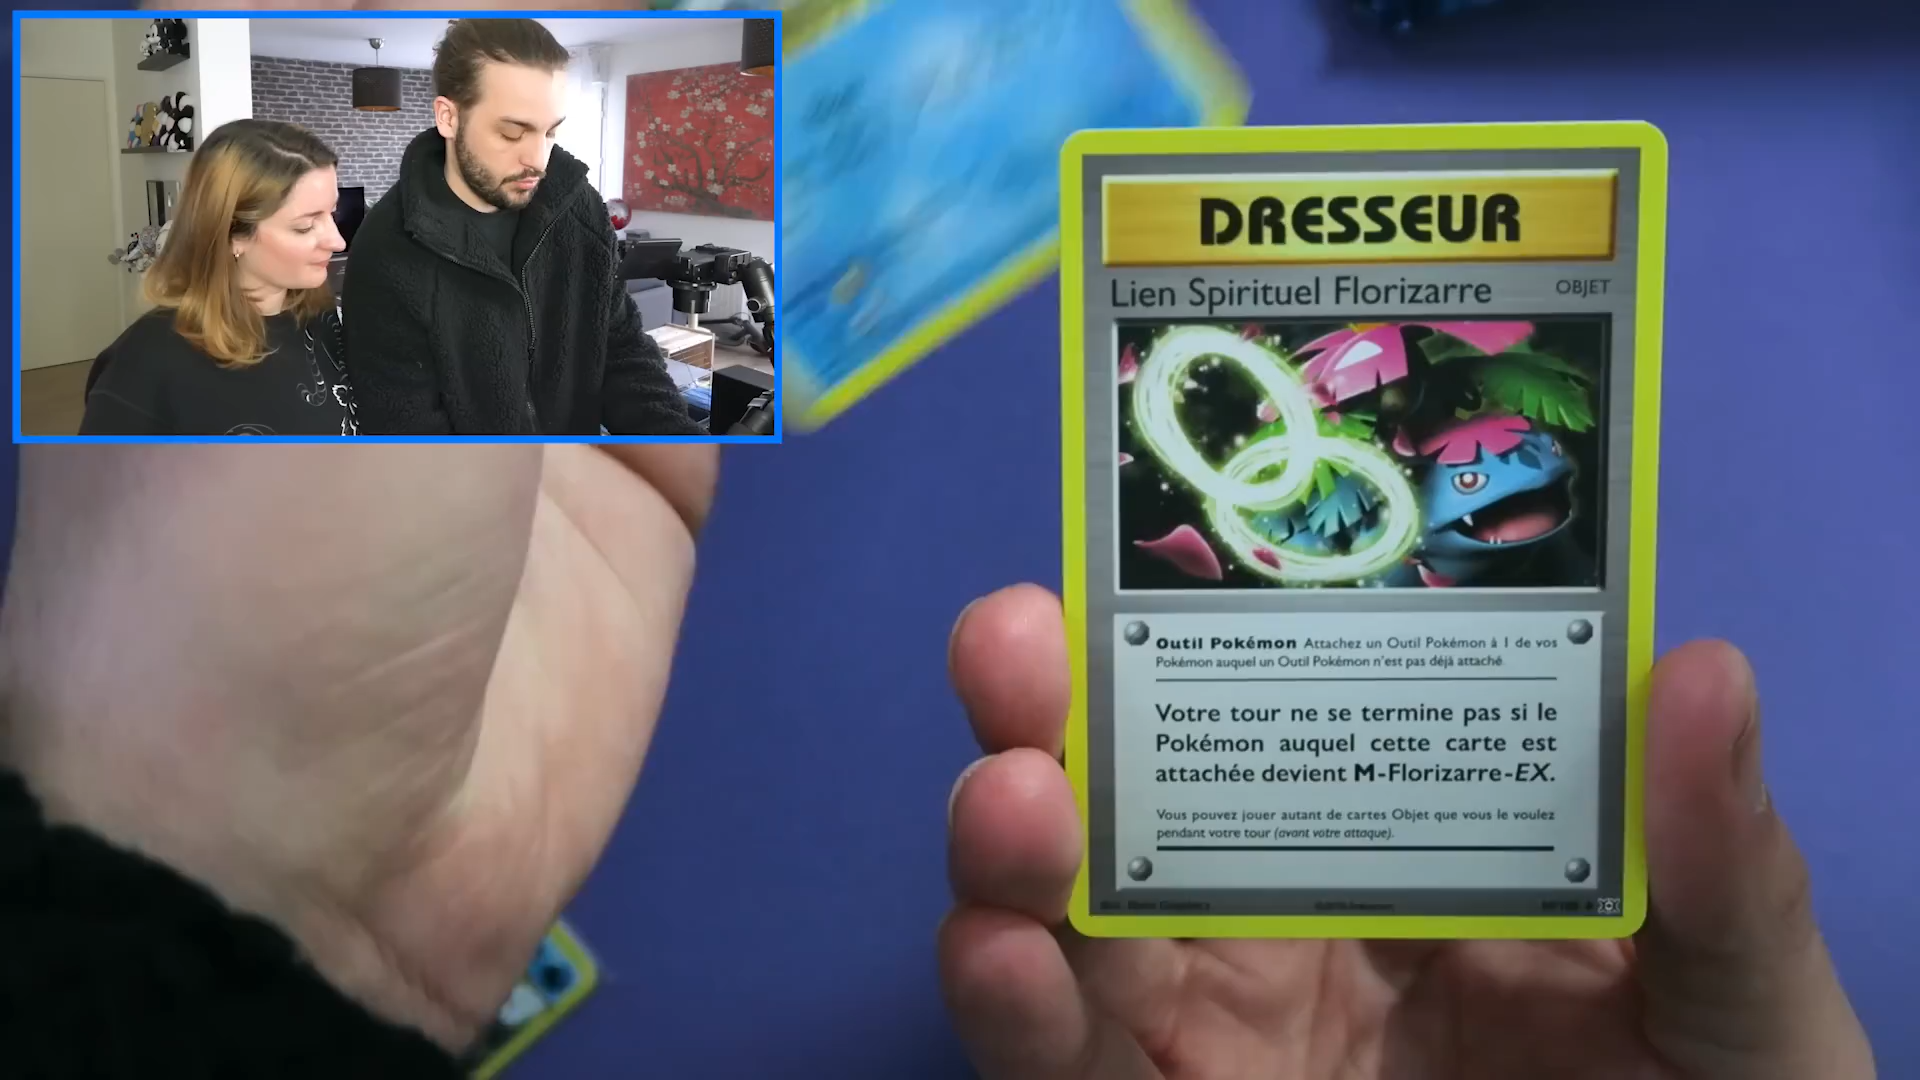 DRESSEUR
Lien Spirituel Florizarre OBJET
Outil Pokémon Attachez un Outil Pokémon à 1 de vos
Pokémon auquel un Outil Pokémon n'est pas déjà attaché
Votre tour ne se termine pas si le
Pokémon auquel cette carte est
attachée devient M-Florizarre-EX.
Vous pouvez jouer autant de cartes Objet que vous le voulez
pendant votre tour (avant votre attaque).